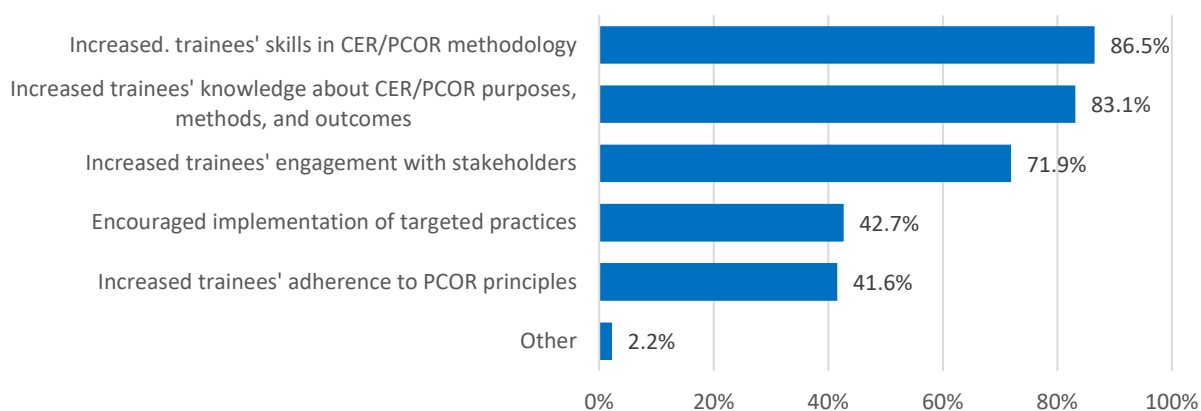 Increased. trainees' skills in CER/PCOR methodology
86.5%
Increased trainees' knowledge about CER/PCOR purposes,
methods, and outcomes
83.1%
Increased trainees' engagement with stakeholders
71.9%
Encouraged implementation of targeted practices
42.7%
Increased trainees' adherence to PCOR principles
41.6%
Other
2.2%
0% 20% 40% 60% 80% 100%